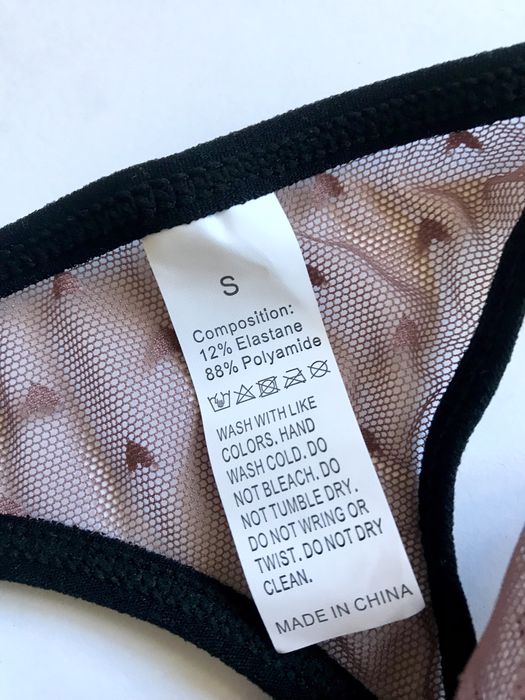 S
Composition:
12% Elastane
88% Polyamide
WASH WITH LIKE
COLORS. HAND
WASH COLD. DO
NOT BLEACH. DO
NOT TUMBLE DRY.
DO NOT WRING OR
TWIST. DO NOT DRY
CLEAN.
MADE IN CHINA